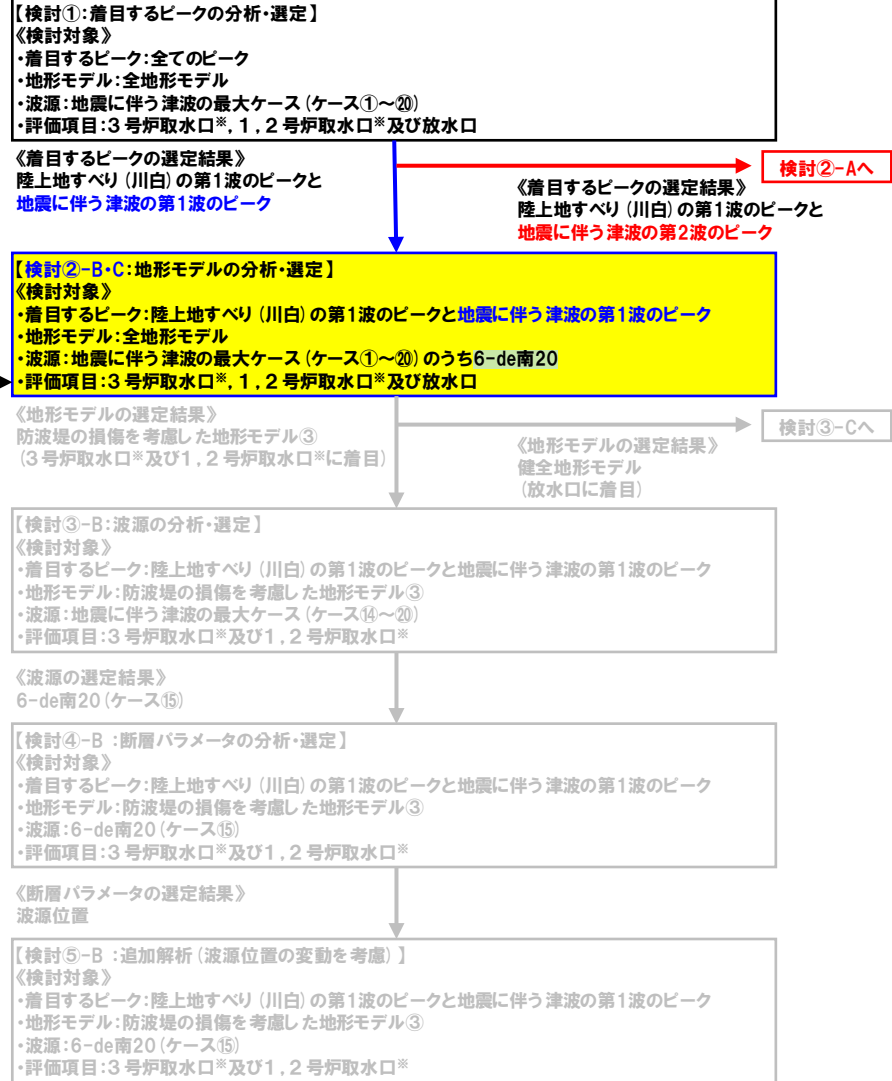 【検討①:着目するピークの分析・選定】
《検討対象》
・着目するピーク:全てのピーク
・地形モデル:全地形モデル
・波源:地震に伴う津波の最大ケース(ケース①～⑳)
・評価項目:3号炉取水口※,1,2号炉取水口※及び放水口
《着目するピークの選定結果》
陸上地すべり(川白)の第1波のピークと
地震に伴う津波の第1波のピーク
検討②-Aへ
《着目するピークの選定結果》
陸上地すべり(川白)の第1波のピークと
地震に伴う津波の第2波のピーク
【検討②-B・C:地形モデルの分析・選定】
《検討対象》
・着目するピーク:陸上地すべり(川白)の第1波のピークと地震に伴う津波の第1波のピーク
・地形モデル:全地形モデル
・波源:地震に伴う津波の最大ケース(ケース①～⑳)のうち6-de南20
・評価項目:3号炉取水口※,1,2号炉取水口※及び放水口
《地形モデルの選定結果》
防波堤の損傷を考慮した地形モデル③
(3号炉取水口※及び1,2号炉取水口※に着目)
検討③-Cへ
《地形モデルの選定結果》
健全地形モデル
(放水口に着目)
【検討③-B:波源の分析・選定】
《検討対象》
・着目するピーク:陸上地すべり(川白)の第1波のピークと地震に伴う津波の第1波のピーク
・地形モデル:防波堤の損傷を考慮した地形モデル③
・波源:地震に伴う津波の最大ケース(ケース⑭～⑳)
・評価項目:3号炉取水口※及び1,2号炉取水口※
《波源の選定結果》
6-de南20(ケース⑮)
【検討④-B :断層パラメータの分析・選定】
《検討対象》
・着目するピーク:陸上地すべり(川白)の第1波のピークと地震に伴う津波の第1波のピーク
・地形モデル:防波堤の損傷を考慮した地形モデル③
・波源:6-de南20(ケース⑮)
・評価項目:3号炉取水口※及び1,2号炉取水口※
《断層パラメータの選定結果》
波源位置
【検討⑤-B :追加解析(波源位置の変動を考慮)】
《検討対象》
・着目するピーク:陸上地すべり(川白)の第1波のピークと地震に伴う津波の第1波のピーク
・地形モデル:防波堤の損傷を考慮した地形モデル③
・波源:6-de南20(ケース⑮)
・評価項目:3号炉取水口※及び1,2号炉取水口※